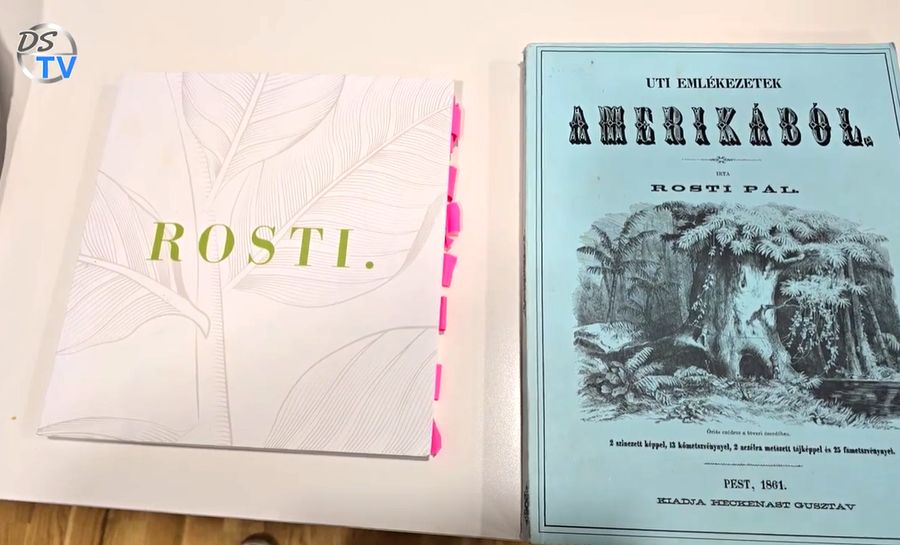 DS
TV
ROSTI.
UTI EMLÉKEZETEK
AMERIKÁBÓL.
IRTA
ROSTI PÁL.
2 szinezett képpel, 13 kőmetszvénynyel, 2 aczélra metszett tájképpel és 25 fametszvénynyel.
PEST, 1861.
KIADJA HECKENAST GUSZTÁV